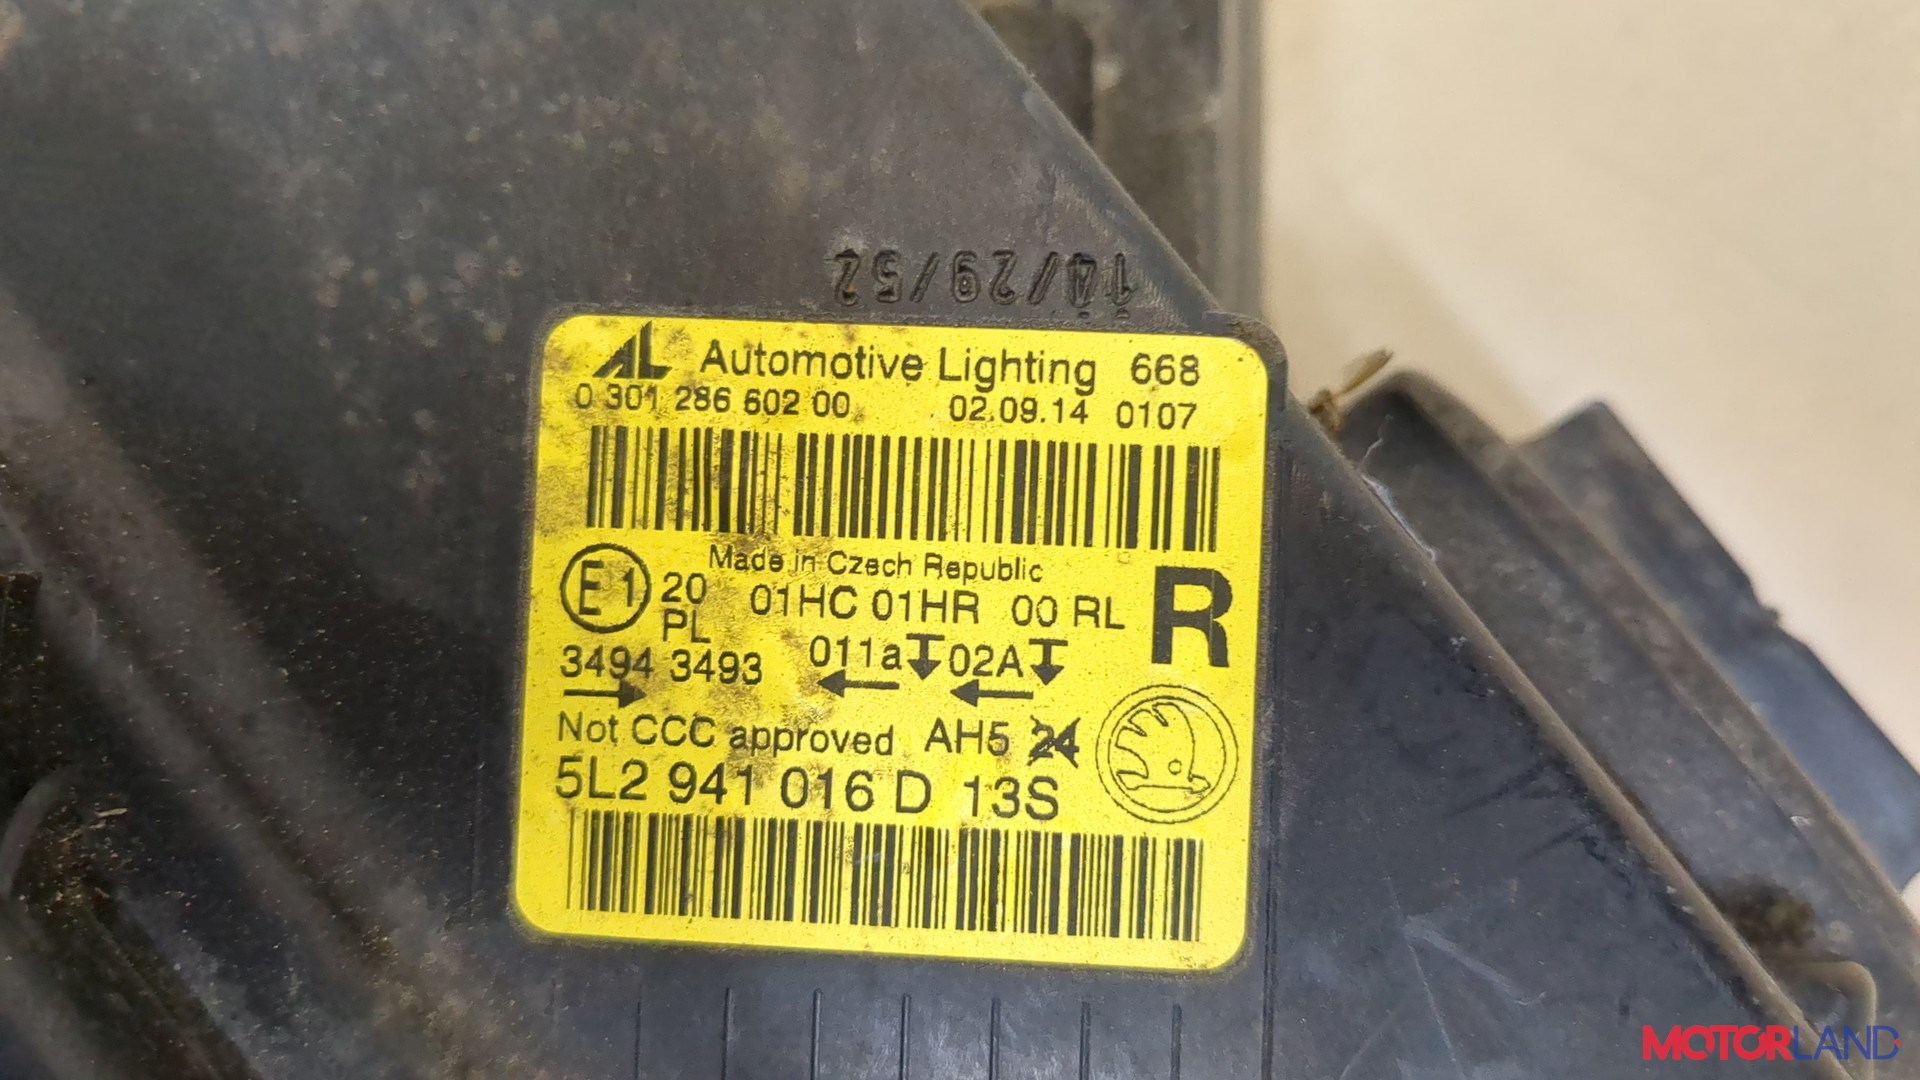 14/29/52
AL Automotive Lighting 668
0 301 286 602 00 02.09.14 0107
Made in Czech Republic
E1 20 01HC 01HR 00 RL R
PL
3494 3493 011a 02A
Not CCC approved AH5 24
5L2 941 016 D 13S
MOTORLAND